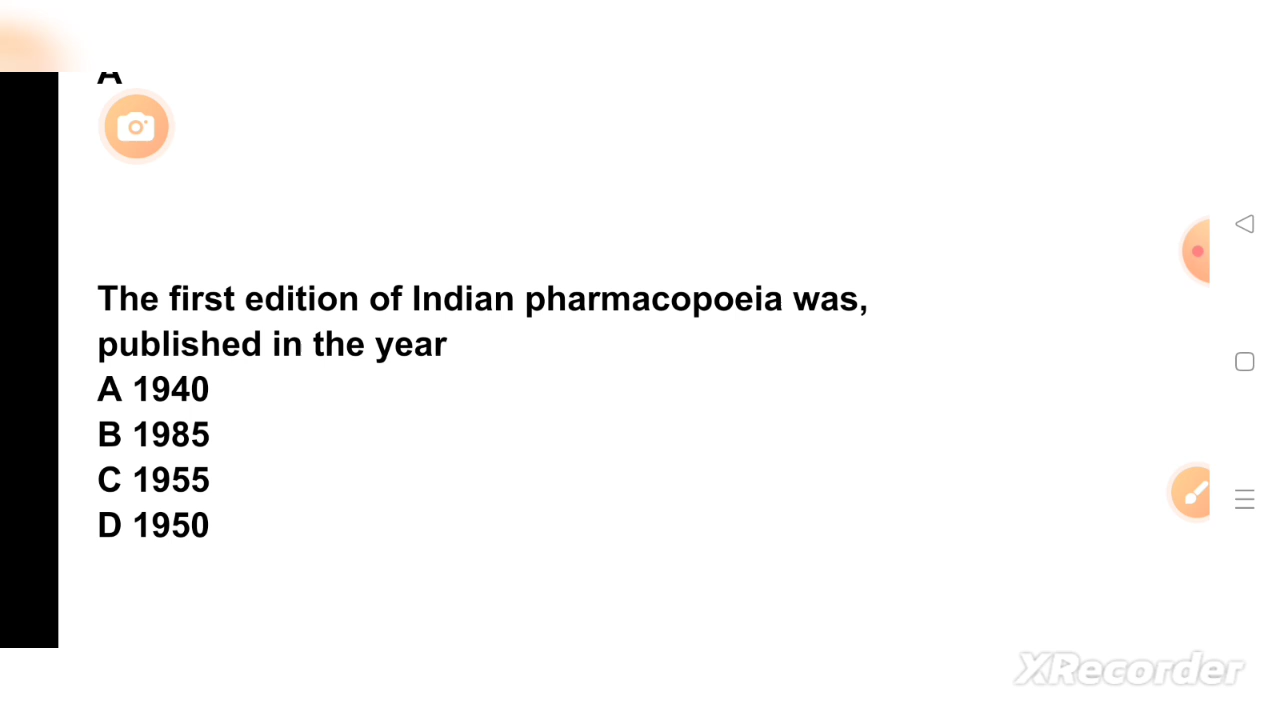 A
The first edition of Indian pharmacopoeia was,
published in the year
A 1940
B 1985
C 1955
D 1950
XRecorder